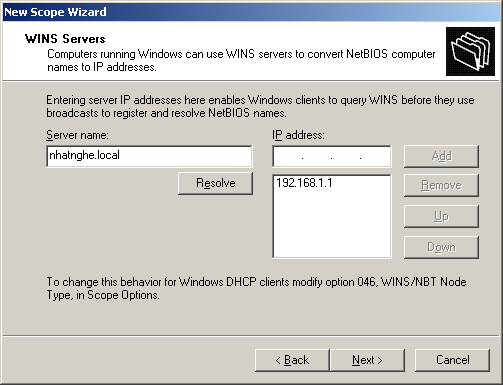 New Scope Wizard
WINS Servers
Computers running Windows can use WINS servers to convert NetBIOS computer
names to IP addresses.
Entering server IP addresses here enables Windows clients to query WINS before they use
broadcasts to register and resolve NetBIOS names.
Server name:
IP address:
nhatnghe.local
. . .
Add
Resolve
192.168.1.1
Remove
Up
Down
To change this behavior for Windows DHCP clients modify option 046, WINS/NBT Node
Type, in Scope Options.
< Back
Next >
Cancel